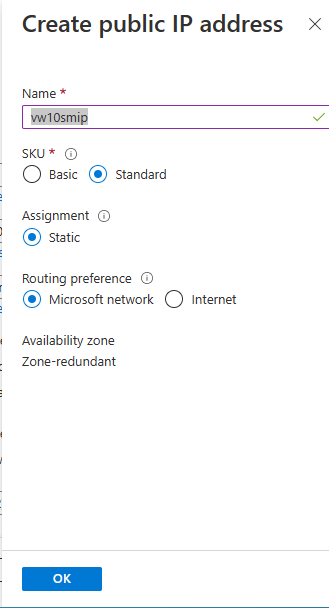 Create public IP address
Name *
vw10smip
SKU *
Basic Standard
Assignment
Static
Routing preference
Microsoft network Internet
Availability zone
Zone-redundant
OK